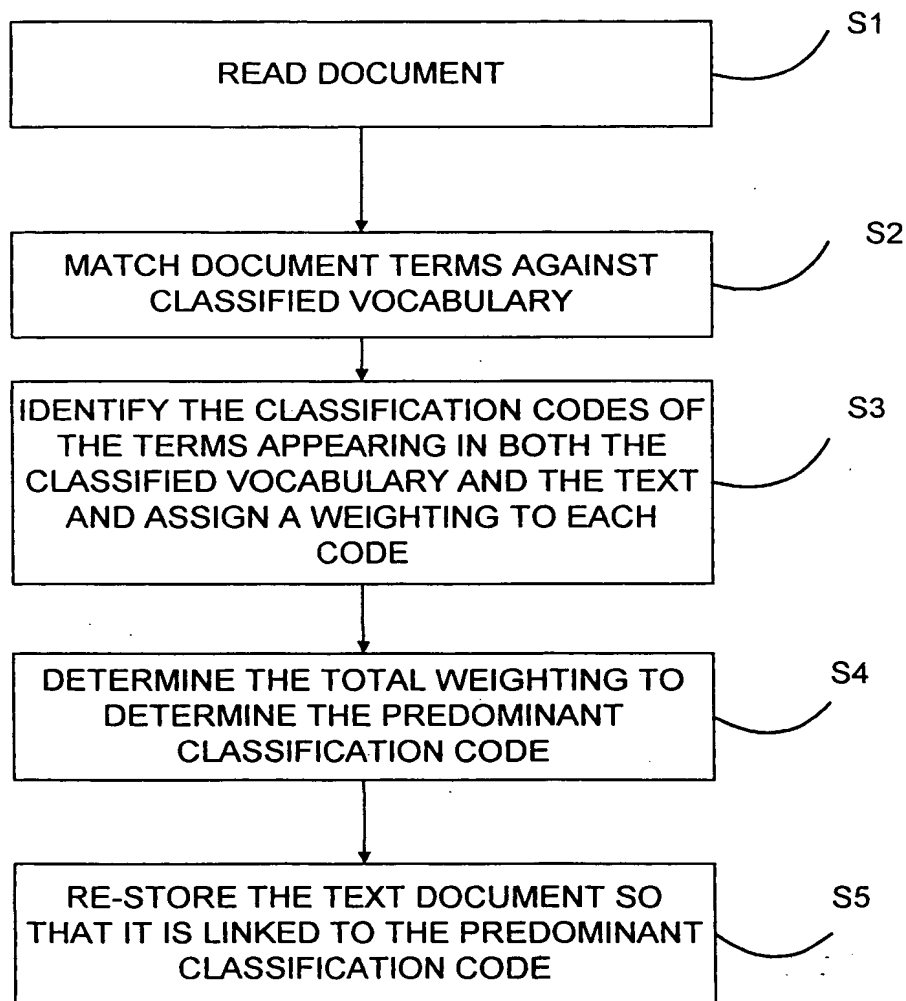 S1
READ DOCUMENT
S2
MATCH DOCUMENT TERMS AGAINST
CLASSIFIED VOCABULARY
IDENTIFY THE CLASSIFICATION CODES OF
S3
THE TERMS APPEARING IN BOTH THE
CLASSIFIED VOCABULARY AND THE TEXT
AND ASSIGN A WEIGHTING TO EACH
CODE
S4
DETERMINE THE TOTAL WEIGHTING TO
DETERMINE THE PREDOMINANT
CLASSIFICATION CODE
S5
RE-STORE THE TEXT DOCUMENT SO
THAT IT IS LINKED TO THE PREDOMINANT
CLASSIFICATION CODE